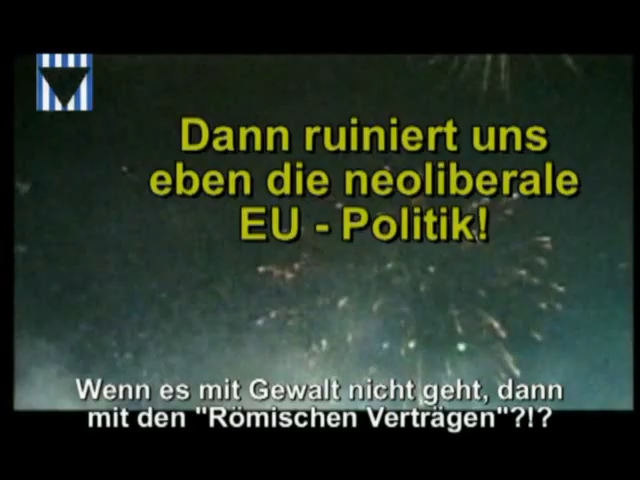 Dann ruiniert uns
eben die neoliberale
EU - Politik!
Wenn es mit Gewalt nicht geht, dann
mit den "Römischen Verträgen"?!?